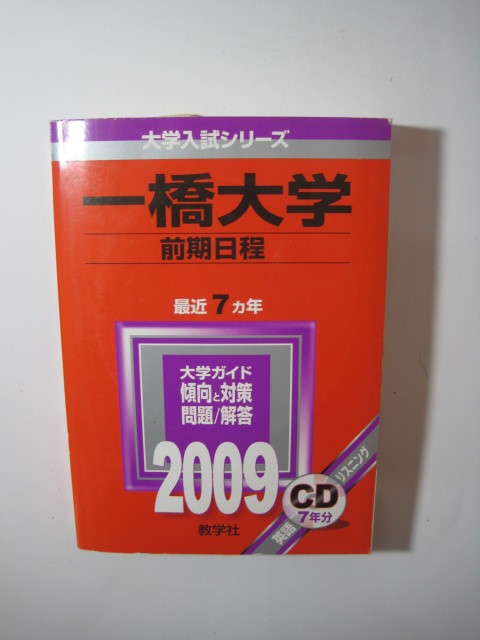 大学入試シリーズ
一橋大学
前期日程
最近7ヵ年
大学ガイド
傾向と対策
問題/解答
2009
教学社
CD
7年分
英語
リスニング